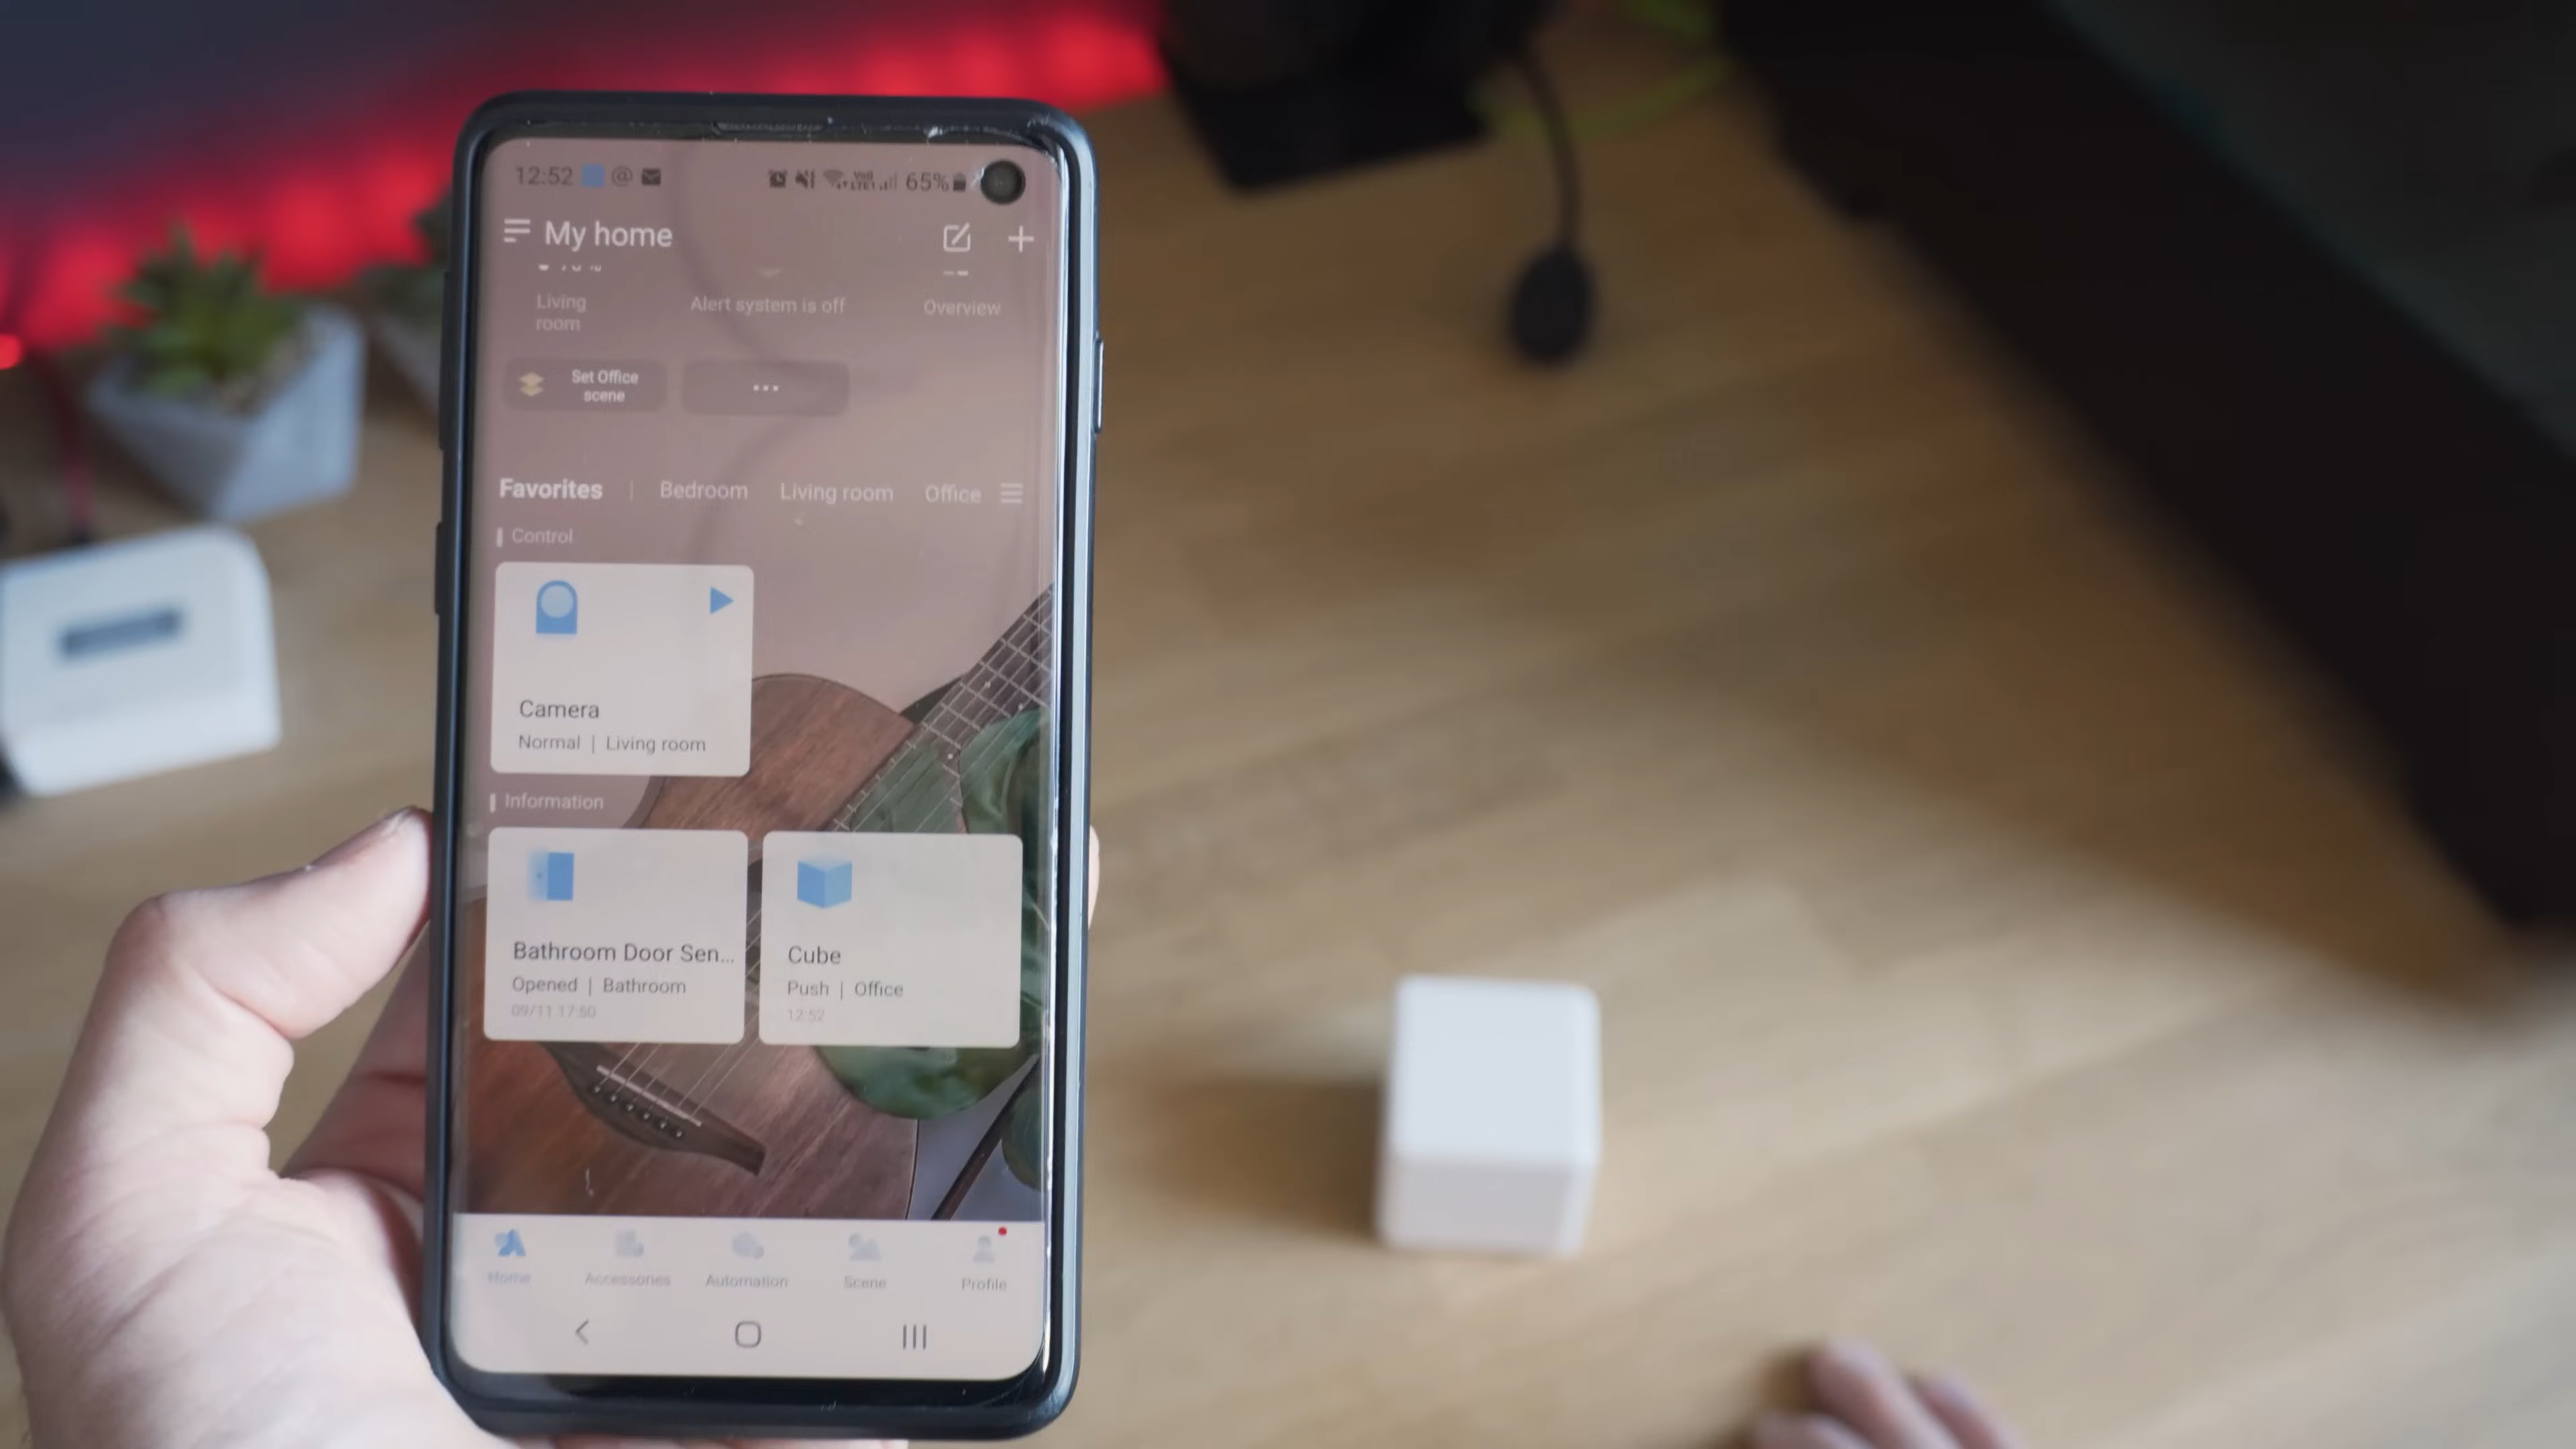 12:52 @ 65%
My home
Living
room
Alert system is off
Overview
Set Office
scene
...
Favorites | Bedroom Living room Office
Control
Camera
Normal | Living room
Information
Bathroom Door Sen...
Opened | Bathroom
09/11 17:50
Cube
Push | Office
12:52
Home Accessories Automation Scene Profile